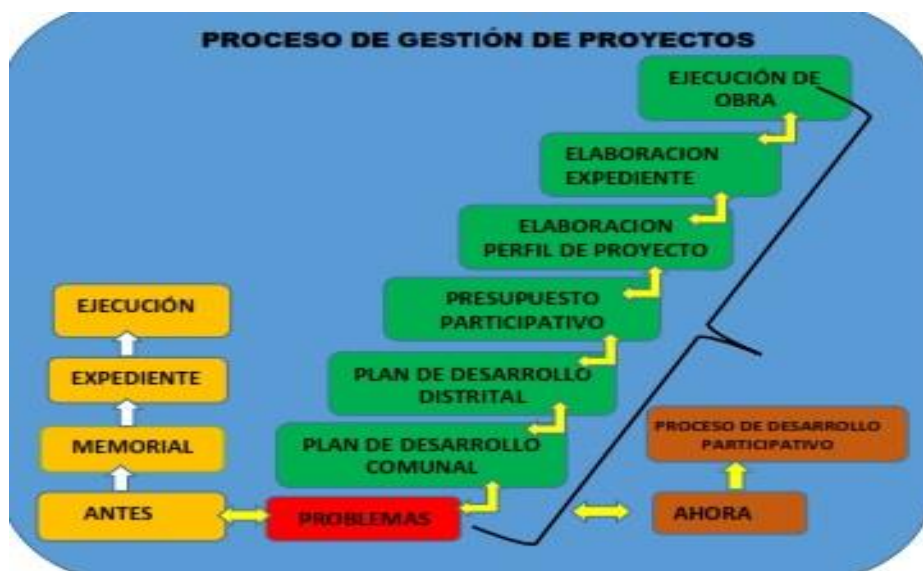 PROCESO DE GESTIÓN DE PROYECTOS
EJECUCIÓN DE
OBRA
ELABORACION
EXPEDIENTE
ELABORACION
PERFIL DE PROYECTO
PRESUPUESTO
PARTICIPATIVO
PLAN DE DESARROLLO
DISTRITAL
PLAN DE DESARROLLO
COMUNAL
EJECUCIÓN
EXPEDIENTE
MEMORIAL
ANTES
PROBLEMAS
PROCESO DE DESARROLLO
PARTICIPATIVO
AHORA